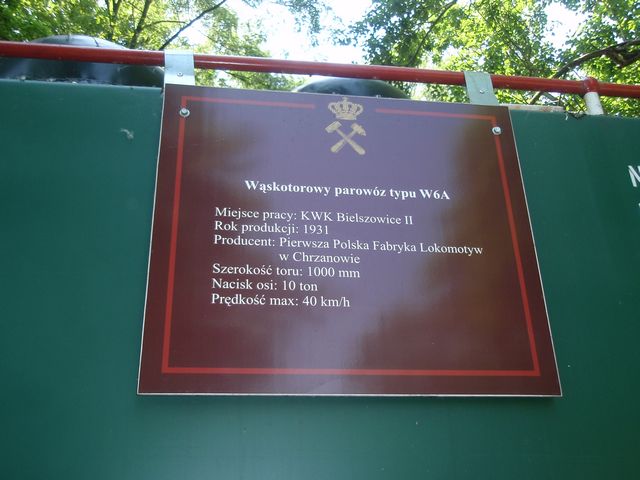 Wąskotorowy parowóz typu W6A
Miejsce pracy: KWK Bielszowice II
Rok produkcji: 1931
Producent: Pierwsza Polska Fabryka Lokomotyw
w Chrzanowie
Szerokość toru: 1000 mm
Nacisk osi: 10 ton
Prędkość max: 40 km/h
N